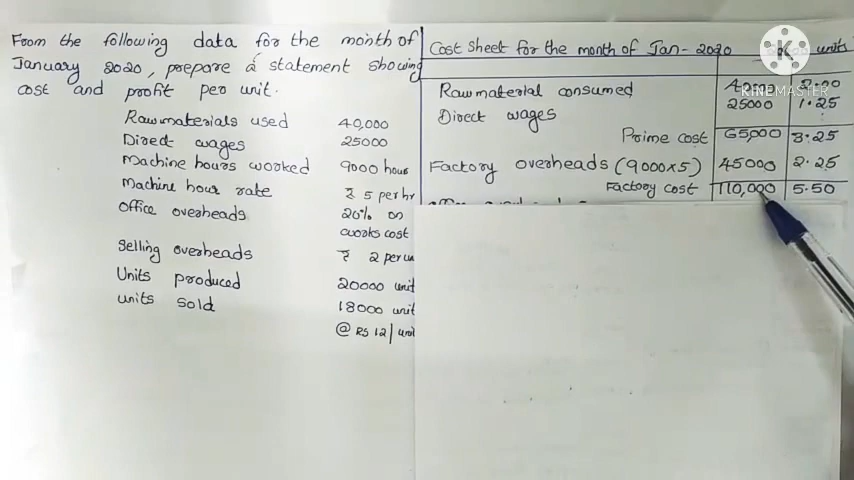 From the following data for the month of
January 2020, prepare a statement showing
cost and profit per unit.
Raw materials used 40,000
Direct wages 25000
Machine hours worked 9000 hour
Machine hour rate ₹ 5 per hr
Office overheads 20% on
works cost
Selling overheads ₹ 2 per un
Units produced 20000 unit
units sold 18000 unit
@ Rs 12/ unit
Cost sheet for the month of Jan- 2020 units
Raw material consumed 40000 2.00
Direct wages 25000 1.25
Prime cost 65,000 3.25
Factory overheads (9000x5) 45000 2.25
Factory cost 110,000 5.50
K
KINEMASTER